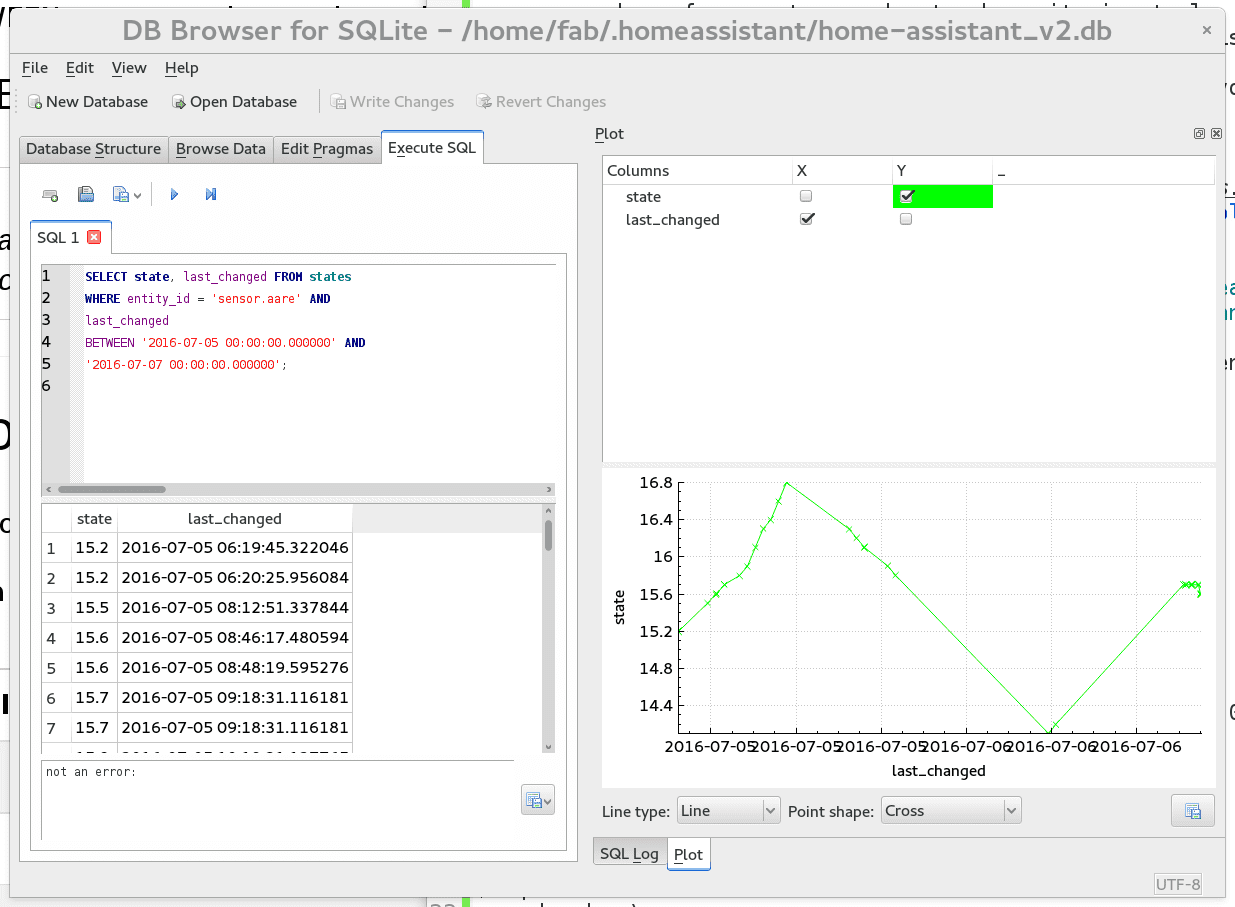 DB Browser for SQLite - /home/fab/.homeassistant/home-assistant_v2.db
File Edit View Help
New Database Open Database Write Changes Revert Changes
Database Structure Browse Data Edit Pragmas Execute SQL
SQL 1
1 SELECT state, last_changed FROM states
2 WHERE entity_id = 'sensor.aare' AND
3 last_changed
4 BETWEEN '2016-07-05 00:00:00.000000' AND
5 '2016-07-07 00:00:00.000000';
6
state last_changed
1 15.2 2016-07-05 06:19:45.322046
2 15.2 2016-07-05 06:20:25.956084
3 15.5 2016-07-05 08:12:51.337844
4 15.6 2016-07-05 08:46:17.480594
5 15.6 2016-07-05 08:48:19.595276
6 15.7 2016-07-05 09:18:31.116181
7 15.7 2016-07-05 09:18:31.116181
not an error:
Plot
Columns X Y _
state
last_changed
16.8
16.4
16
15.6
15.2
14.8
14.4
state
2016-07-05 2016-07-05 2016-07-05 2016-07-06 2016-07-06 2016-07-06
last_changed
Line type: Line Point shape: Cross
SQL Log Plot
UTF-8